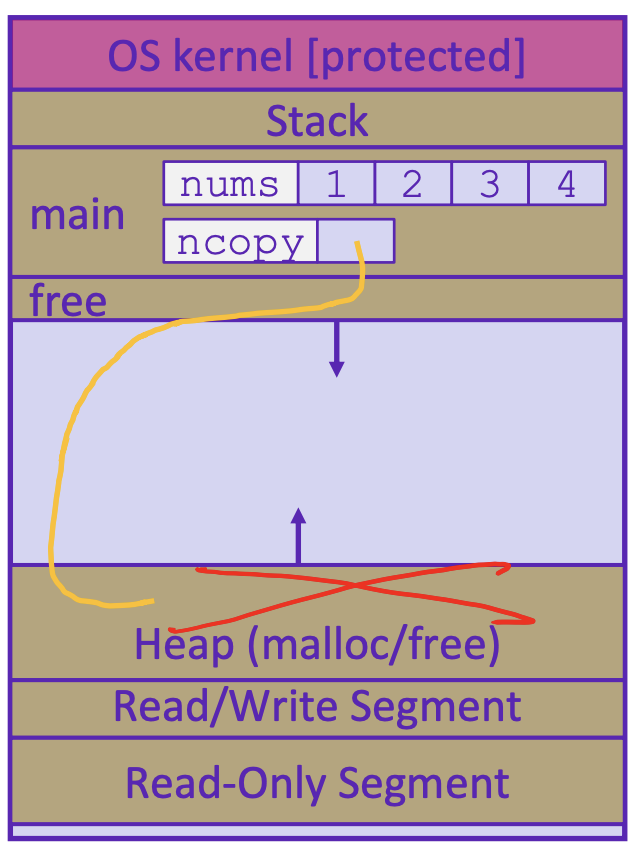 OS kernel [protected]
Stack
main
nums 1 2 3 4
ncopy
free
Heap (malloc/free)
Read/Write Segment
Read-Only Segment